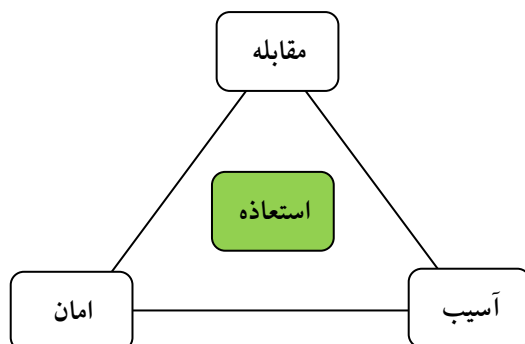 مقابله
استعاذه
آسیب
امان